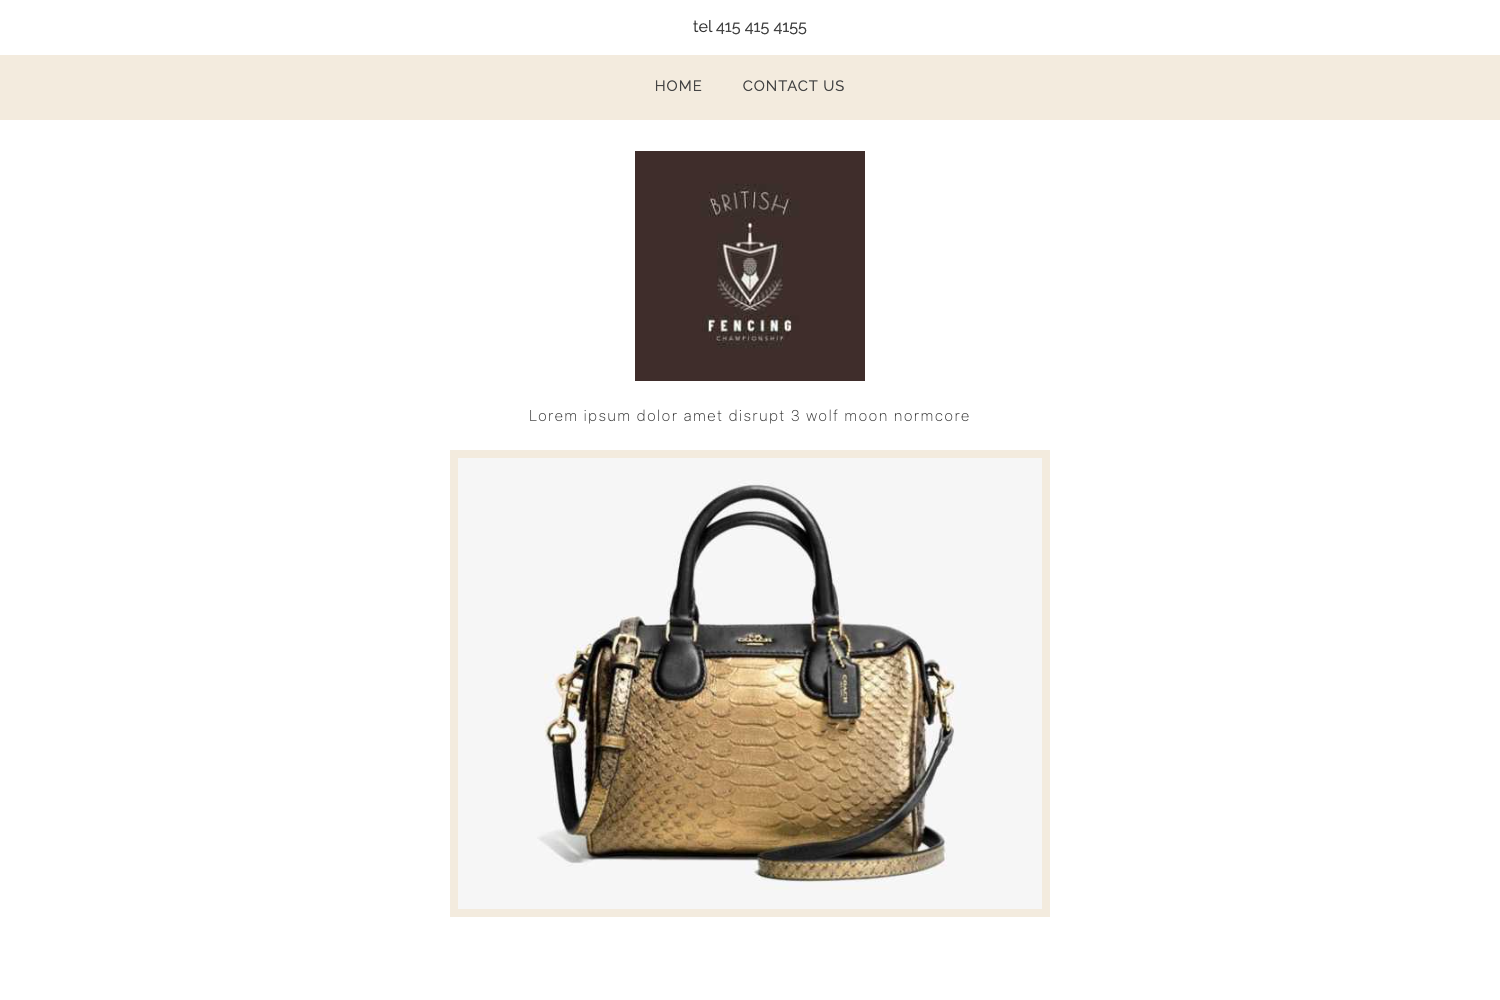 tel 415 415 4155
HOME CONTACT US
BRITISH
FENCING
CHAMPIONSHIP
Lorem ipsum dolor amet disrupt 3 wolf moon normcore
COACH
COACH